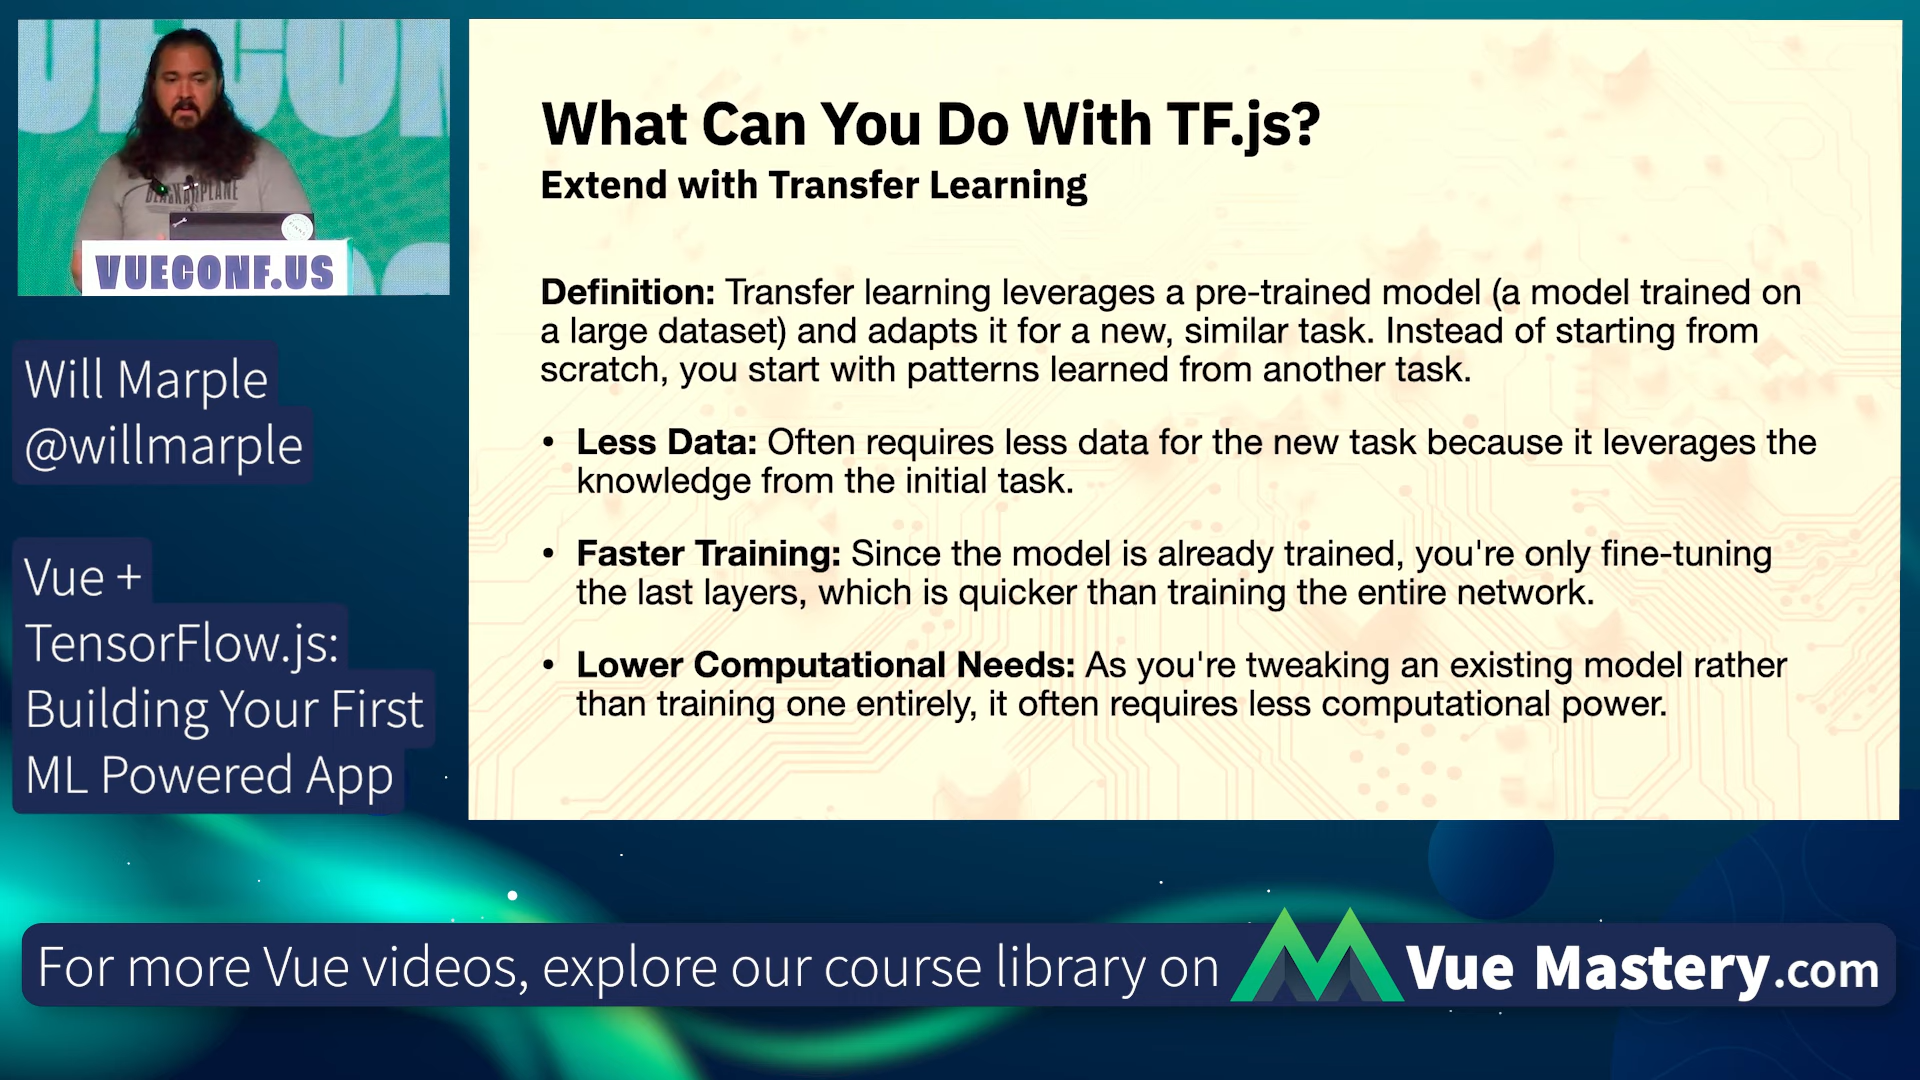 VUECONF.US
Will Marple
@willmarple
Vue +
TensorFlow.js:
Building Your First
ML Powered App
What Can You Do With TF.js?
Extend with Transfer Learning
Definition: Transfer learning leverages a pre-trained model (a model trained on
a large dataset) and adapts it for a new, similar task. Instead of starting from
scratch, you start with patterns learned from another task.
• Less Data: Often requires less data for the new task because it leverages the
knowledge from the initial task.
• Faster Training: Since the model is already trained, you're only fine-tuning
the last layers, which is quicker than training the entire network.
• Lower Computational Needs: As you're tweaking an existing model rather
than training one entirely, it often requires less computational power.
For more Vue videos, explore our course library on Vue Mastery.com